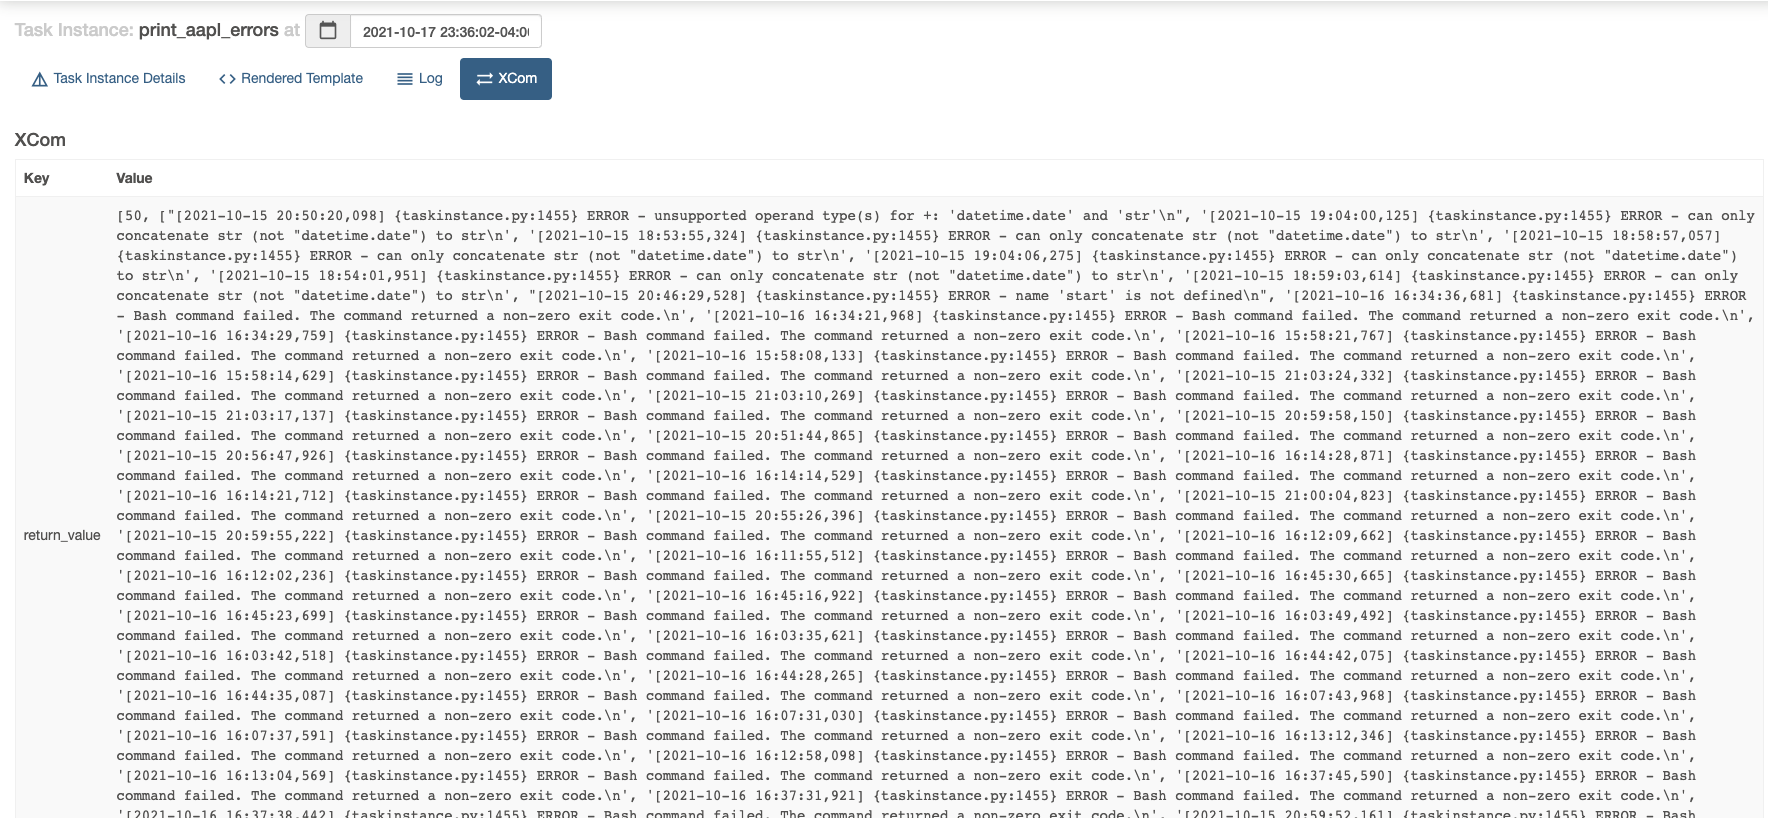 Task Instance: print_aapl_errors at 2021-10-17 23:36:02-04:00
Task Instance Details <> Rendered Template Log XCom
XCom
Key Value
[50, ["[2021-10-15 20:50:20,098] {taskinstance.py:1455} ERROR - unsupported operand type(s) for +: 'datetime.date' and 'str'\n", '[2021-10-15 19:04:00,125] {taskinstance.py:1455} ERROR - can only
concatenate str (not "datetime.date") to str\n', '[2021-10-15 18:53:55,324] {taskinstance.py:1455} ERROR - can only concatenate str (not "datetime.date") to str\n', '[2021-10-15 18:58:57,057]
{taskinstance.py:1455} ERROR - can only concatenate str (not "datetime.date") to str\n', '[2021-10-15 19:04:06,275] {taskinstance.py:1455} ERROR - can only concatenate str (not "datetime.date")
to str\n', '[2021-10-15 18:54:01,951] {taskinstance.py:1455} ERROR - can only concatenate str (not "datetime.date") to str\n', '[2021-10-15 18:59:03,614] {taskinstance.py:1455} ERROR - can only
concatenate str (not "datetime.date") to str\n', "[2021-10-15 20:46:29,528] {taskinstance.py:1455} ERROR - name 'start' is not defined\n", '[2021-10-16 16:34:36,681] {taskinstance.py:1455} ERROR
- Bash command failed. The command returned a non-zero exit code.\n', '[2021-10-16 16:34:21,968] {taskinstance.py:1455} ERROR - Bash command failed. The command returned a non-zero exit code.\n',
'[2021-10-16 16:34:29,759] {taskinstance.py:1455} ERROR - Bash command failed. The command returned a non-zero exit code.\n', '[2021-10-16 15:58:21,767] {taskinstance.py:1455} ERROR - Bash
command failed. The command returned a non-zero exit code.\n', '[2021-10-16 15:58:08,133] {taskinstance.py:1455} ERROR - Bash command failed. The command returned a non-zero exit code.\n',
'[2021-10-16 15:58:14,629] {taskinstance.py:1455} ERROR - Bash command failed. The command returned a non-zero exit code.\n', '[2021-10-15 21:03:24,332] {taskinstance.py:1455} ERROR - Bash
command failed. The command returned a non-zero exit code.\n', '[2021-10-15 21:03:10,269] {taskinstance.py:1455} ERROR - Bash command failed. The command returned a non-zero exit code.\n',
'[2021-10-15 21:03:17,137] {taskinstance.py:1455} ERROR - Bash command failed. The command returned a non-zero exit code.\n', '[2021-10-15 20:59:58,150] {taskinstance.py:1455} ERROR - Bash
command failed. The command returned a non-zero exit code.\n', '[2021-10-15 20:51:44,865] {taskinstance.py:1455} ERROR - Bash command failed. The command returned a non-zero exit code.\n',
'[2021-10-15 20:56:47,926] {taskinstance.py:1455} ERROR - Bash command failed. The command returned a non-zero exit code.\n', '[2021-10-16 16:14:28,871] {taskinstance.py:1455} ERROR - Bash
command failed. The command returned a non-zero exit code.\n', '[2021-10-16 16:14:14,529] {taskinstance.py:1455} ERROR - Bash command failed. The command returned a non-zero exit code.\n',
'[2021-10-16 16:14:21,712] {taskinstance.py:1455} ERROR - Bash command failed. The command returned a non-zero exit code.\n', '[2021-10-15 21:00:04,823] {taskinstance.py:1455} ERROR - Bash
command failed. The command returned a non-zero exit code.\n', '[2021-10-15 20:55:26,396] {taskinstance.py:1455} ERROR - Bash command failed. The command returned a non-zero exit code.\n',
return_value '[2021-10-15 20:59:55,222] {taskinstance.py:1455} ERROR - Bash command failed. The command returned a non-zero exit code.\n', '[2021-10-16 16:12:09,662] {taskinstance.py:1455} ERROR - Bash
command failed. The command returned a non-zero exit code.\n', '[2021-10-16 16:11:55,512] {taskinstance.py:1455} ERROR - Bash command failed. The command returned a non-zero exit code.\n',
'[2021-10-16 16:12:02,236] {taskinstance.py:1455} ERROR - Bash command failed. The command returned a non-zero exit code.\n', '[2021-10-16 16:45:30,665] {taskinstance.py:1455} ERROR - Bash
command failed. The command returned a non-zero exit code.\n', '[2021-10-16 16:45:16,922] {taskinstance.py:1455} ERROR - Bash command failed. The command returned a non-zero exit code.\n',
'[2021-10-16 16:45:23,699] {taskinstance.py:1455} ERROR - Bash command failed. The command returned a non-zero exit code.\n', '[2021-10-16 16:03:49,492] {taskinstance.py:1455} ERROR - Bash
command failed. The command returned a non-zero exit code.\n', '[2021-10-16 16:03:35,621] {taskinstance.py:1455} ERROR - Bash command failed. The command returned a non-zero exit code.\n',
'[2021-10-16 16:03:42,518] {taskinstance.py:1455} ERROR - Bash command failed. The command returned a non-zero exit code.\n', '[2021-10-16 16:44:42,075] {taskinstance.py:1455} ERROR - Bash
command failed. The command returned a non-zero exit code.\n', '[2021-10-16 16:44:28,265] {taskinstance.py:1455} ERROR - Bash command failed. The command returned a non-zero exit code.\n',
'[2021-10-16 16:44:35,087] {taskinstance.py:1455} ERROR - Bash command failed. The command returned a non-zero exit code.\n', '[2021-10-16 16:07:43,968] {taskinstance.py:1455} ERROR - Bash
command failed. The command returned a non-zero exit code.\n', '[2021-10-16 16:07:31,030] {taskinstance.py:1455} ERROR - Bash command failed. The command returned a non-zero exit code.\n',
'[2021-10-16 16:07:37,591] {taskinstance.py:1455} ERROR - Bash command failed. The command returned a non-zero exit code.\n', '[2021-10-16 16:13:12,346] {taskinstance.py:1455} ERROR - Bash
command failed. The command returned a non-zero exit code.\n', '[2021-10-16 16:12:58,098] {taskinstance.py:1455} ERROR - Bash command failed. The command returned a non-zero exit code.\n',
'[2021-10-16 16:13:04,569] {taskinstance.py:1455} ERROR - Bash command failed. The command returned a non-zero exit code.\n', '[2021-10-16 16:37:45,590] {taskinstance.py:1455} ERROR - Bash
command failed. The command returned a non-zero exit code.\n', '[2021-10-16 16:37:31,921] {taskinstance.py:1455} ERROR - Bash command failed. The command returned a non-zero exit code.\n',
'[2021-10-16 16:37:38,442] {taskinstance.py:1455} ERROR - Bash command failed. The command returned a non-zero exit code.\n', '[2021-10-15 20:59:52,161] {taskinstance.py:1455} ERROR - Bash